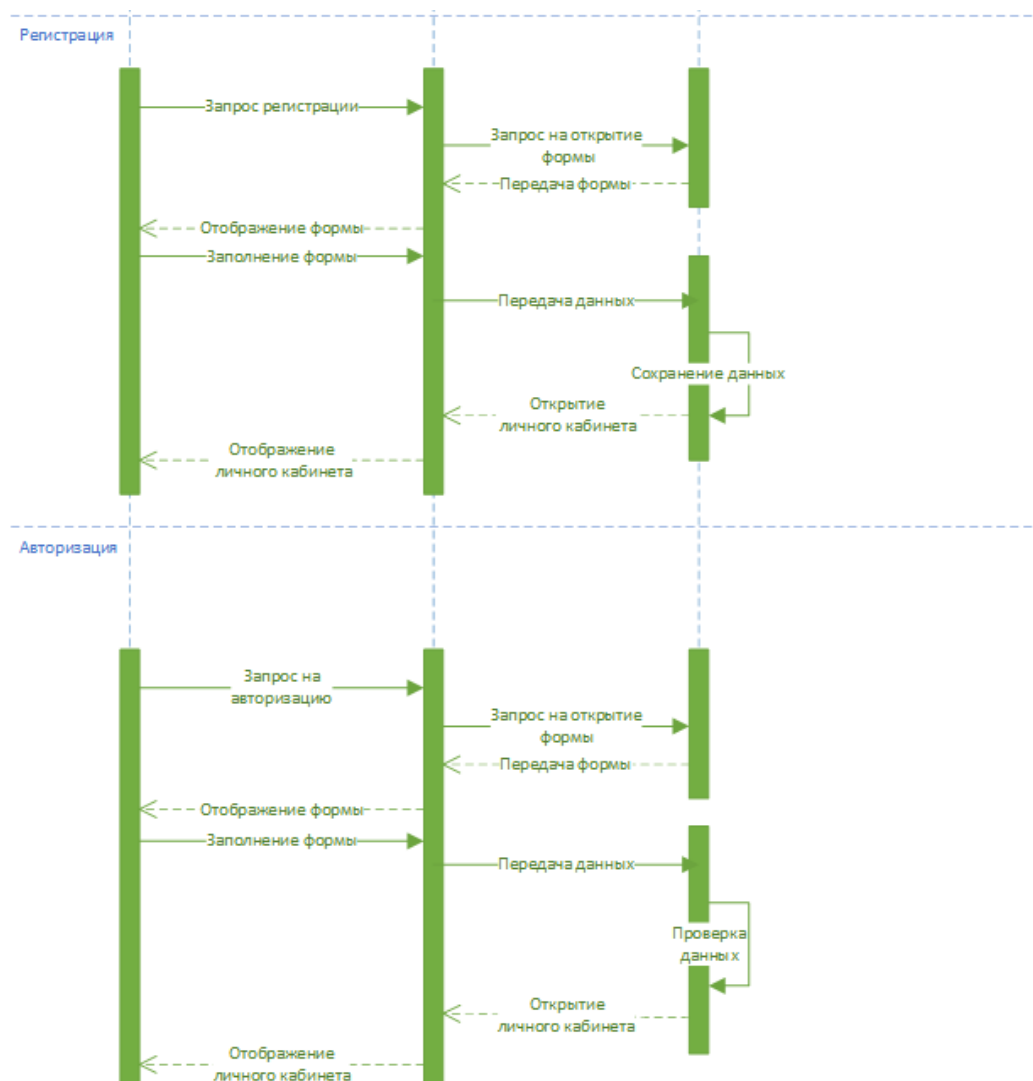 Регистрация
Запрос регистрации
Запрос на открытие
формы
Передача формы
Отображение формы
Заполнение формы
Передача данных
Сохранение данных
Открытие
личного кабинета
Отображение
личного кабинета
Авторизация
Запрос на
авторизацию
Запрос на открытие
формы
Передача формы
Отображение формы
Заполнение формы
Передача данных
Проверка
данных
Открытие
личного кабинета
Отображение
личного кабинета